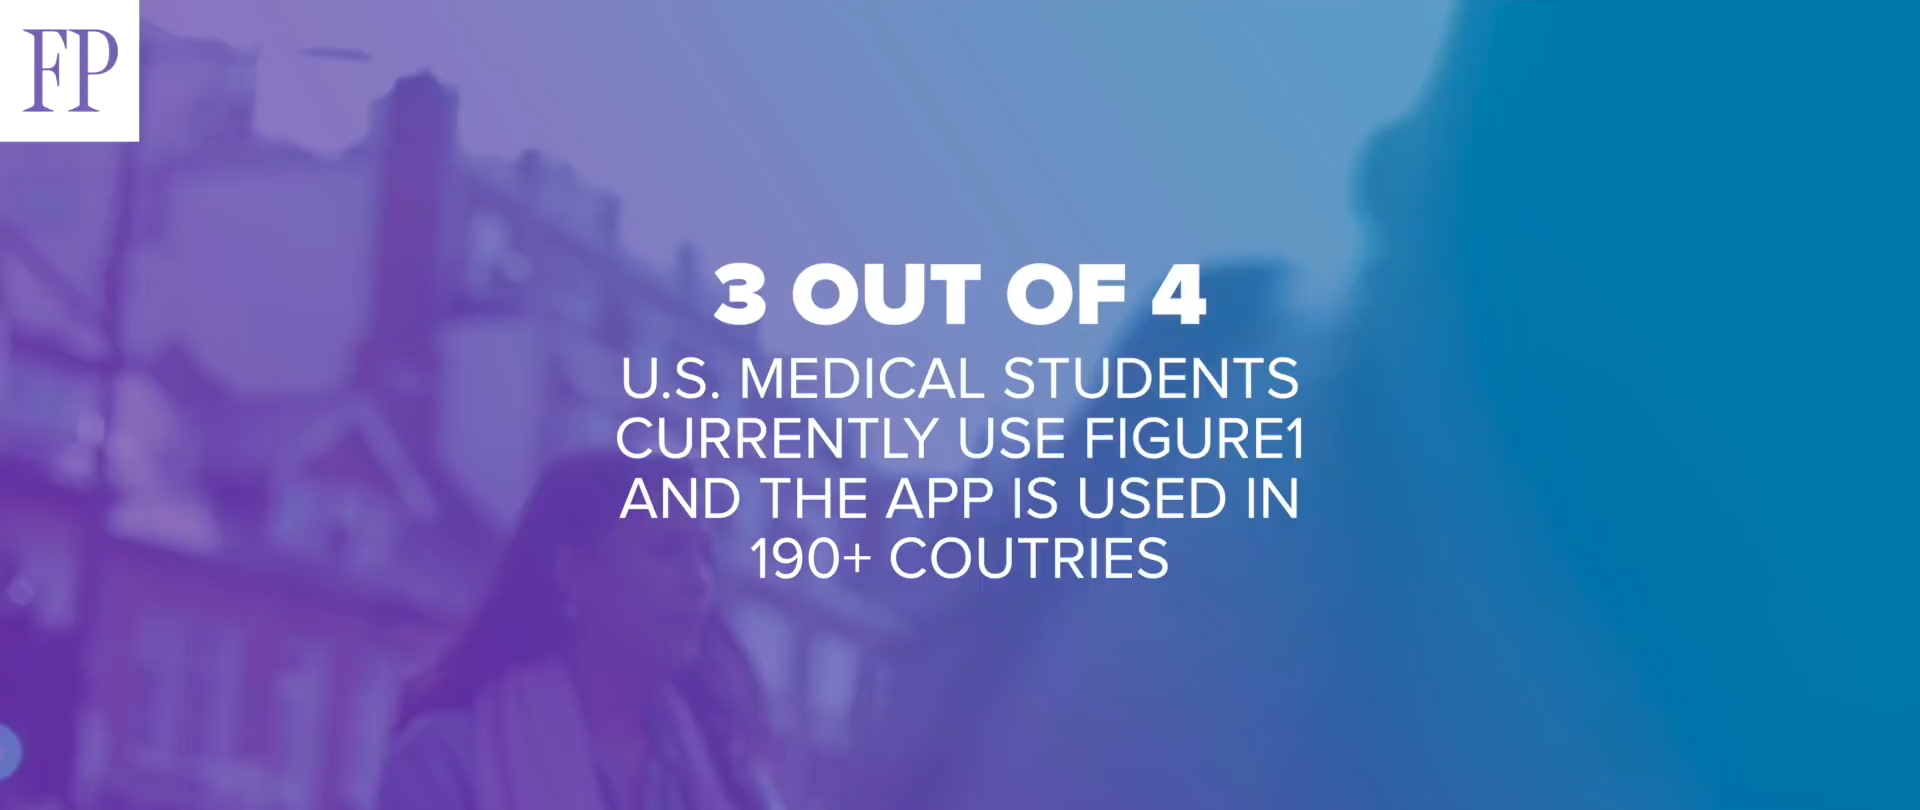 FP
3 OUT OF 4
U.S. MEDICAL STUDENTS
CURRENTLY USE FIGURE1
AND THE APP IS USED IN
190+ COUTRIES